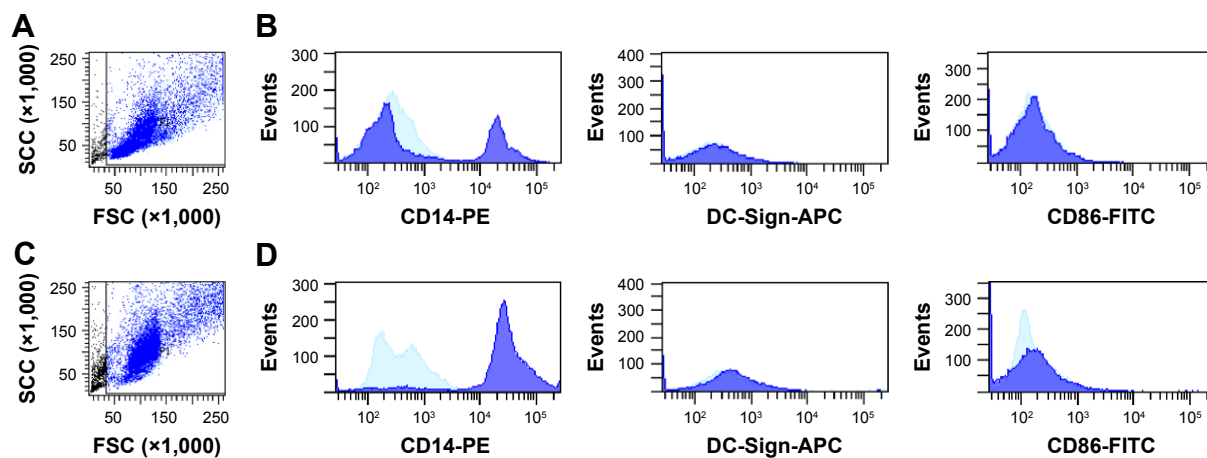 A
B
SCC (×1,000)
250
150
50
50
150
250
FSC (×1,000)
Events
300
200
100
10²
10³
10⁴
10⁵
CD14-PE
Events
400
300
200
100
10²
10³
10⁴
10⁵
DC-Sign-APC
Events
300
200
100
10²
10³
10⁴
10⁵
CD86-FITC
C
D
SCC (×1,000)
250
150
50
50
150
250
FSC (×1,000)
Events
300
200
100
10²
10³
10⁴
10⁵
CD14-PE
Events
400
300
200
100
10²
10³
10⁴
10⁵
DC-Sign-APC
Events
300
200
100
10²
10³
10⁴
10⁵
CD86-FITC